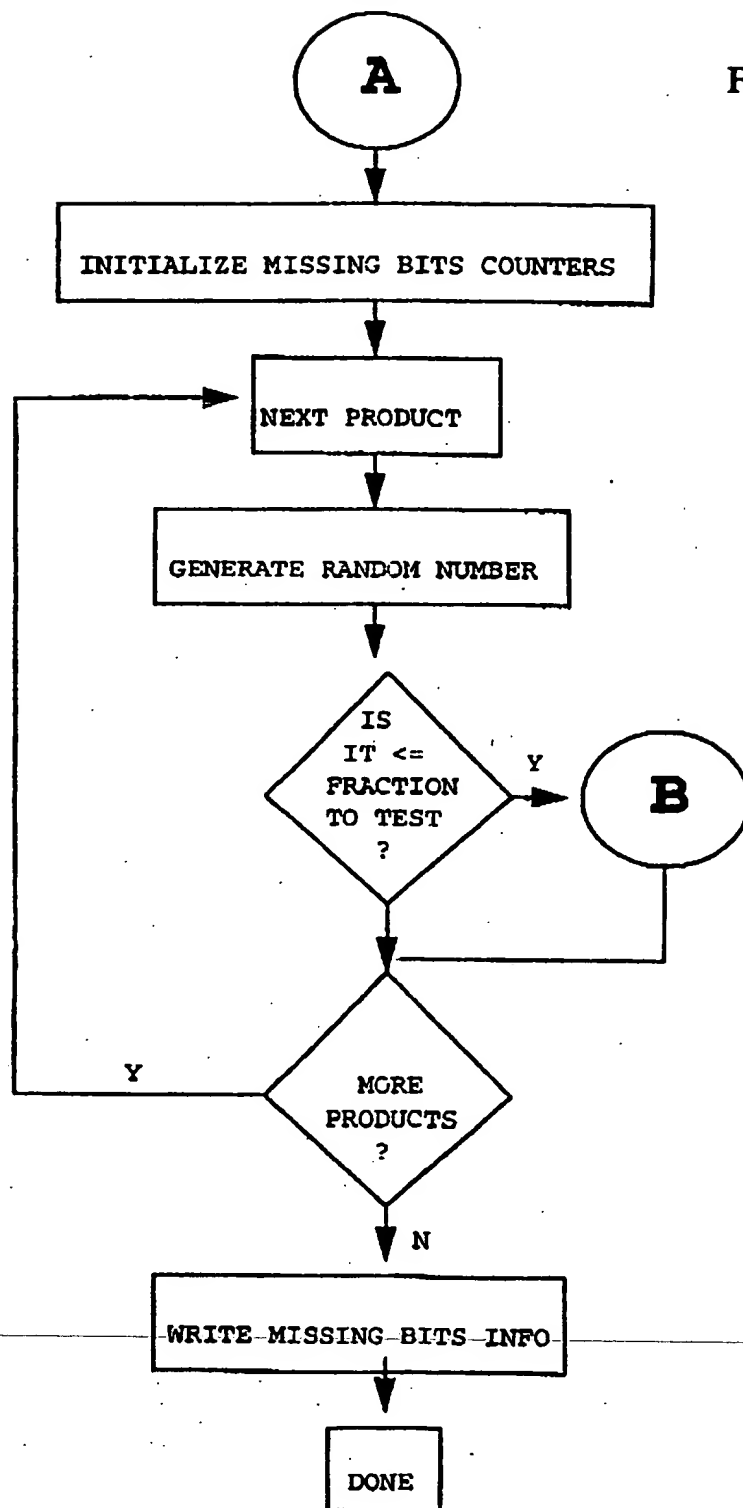 A
F
INITIALIZE MISSING BITS COUNTERS
NEXT PRODUCT
GENERATE RANDOM NUMBER
IS
IT <=
FRACTION
TO TEST
?
Y
B
Y
MORE
PRODUCTS
?
N
WRITE MISSING BITS INFO
DONE